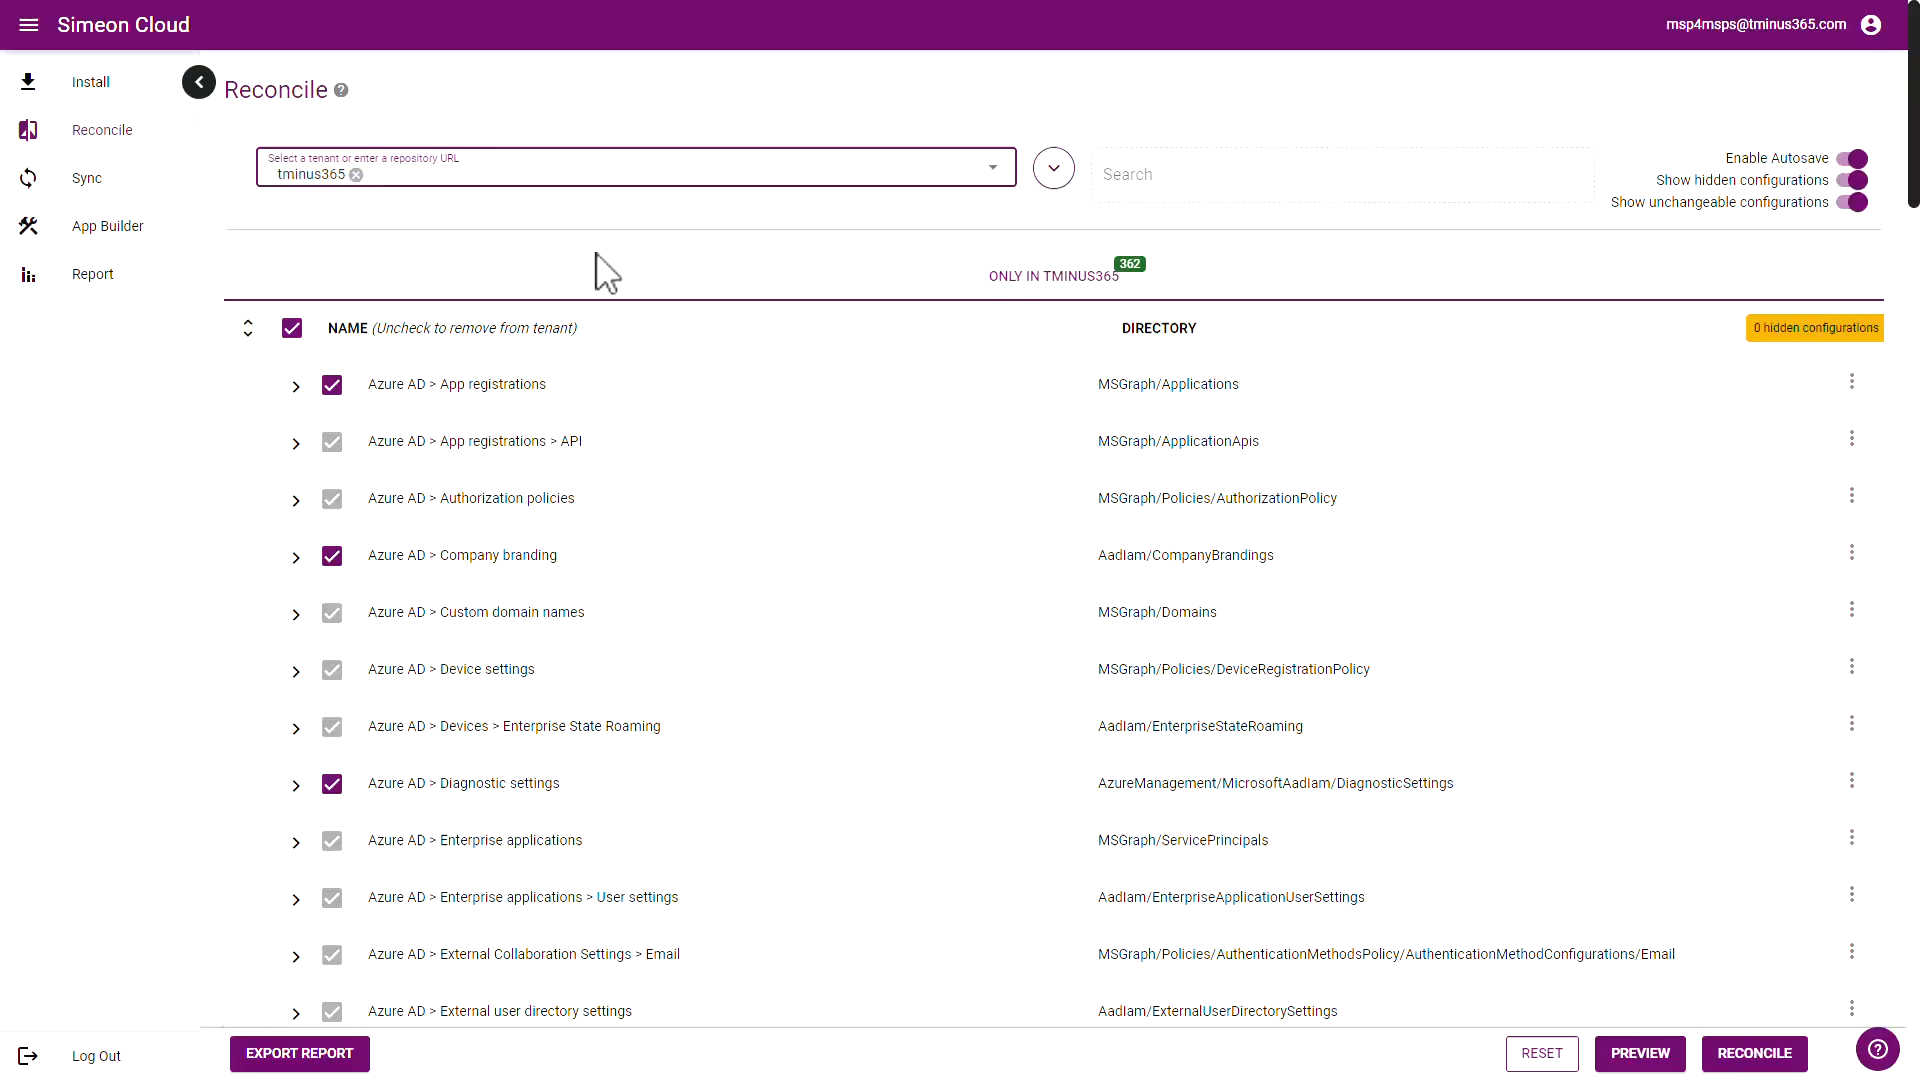 Simeon Cloud
msp4msps@tminus365.com
Install
Reconcile
Sync
App Builder
Report
Log Out
Reconcile
Select a tenant or enter a repository URL
tminus365
Search
Enable Autosave
Show hidden configurations
Show unchangeable configurations
ONLY IN TMINUS365 362
NAME (Uncheck to remove from tenant) DIRECTORY 0 hidden configurations
Azure AD > App registrations MSGraph/Applications
Azure AD > App registrations > API MSGraph/ApplicationApis
Azure AD > Authorization policies MSGraph/Policies/AuthorizationPolicy
Azure AD > Company branding AadIam/CompanyBrandings
Azure AD > Custom domain names MSGraph/Domains
Azure AD > Device settings MSGraph/Policies/DeviceRegistrationPolicy
Azure AD > Devices > Enterprise State Roaming AadIam/EnterpriseStateRoaming
Azure AD > Diagnostic settings AzureManagement/MicrosoftAadIam/DiagnosticSettings
Azure AD > Enterprise applications MSGraph/ServicePrincipals
Azure AD > Enterprise applications > User settings AadIam/EnterpriseApplicationUserSettings
Azure AD > External Collaboration Settings > Email MSGraph/Policies/AuthenticationMethodsPolicy/AuthenticationMethodConfigurations/Email
Azure AD > External user directory settings AadIam/ExternalUserDirectorySettings
EXPORT REPORT RESET PREVIEW RECONCILE